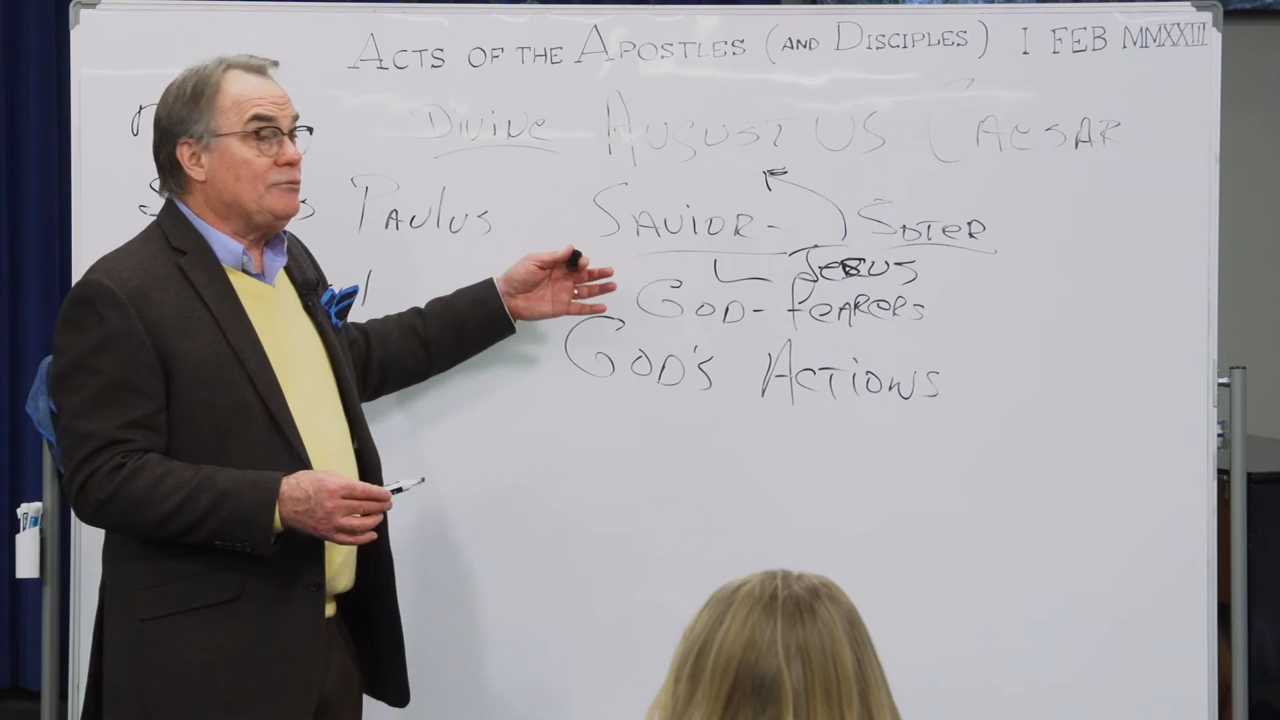 ACTS OF THE APOSTLES (AND DISCIPLES) 1 FEB MMXXIII
DIVINE AUGUSTUS CAESAR
PAULUS SAVIOR- SOTER
JESUS
GOD-FEARERS
GOD'S ACTIONS